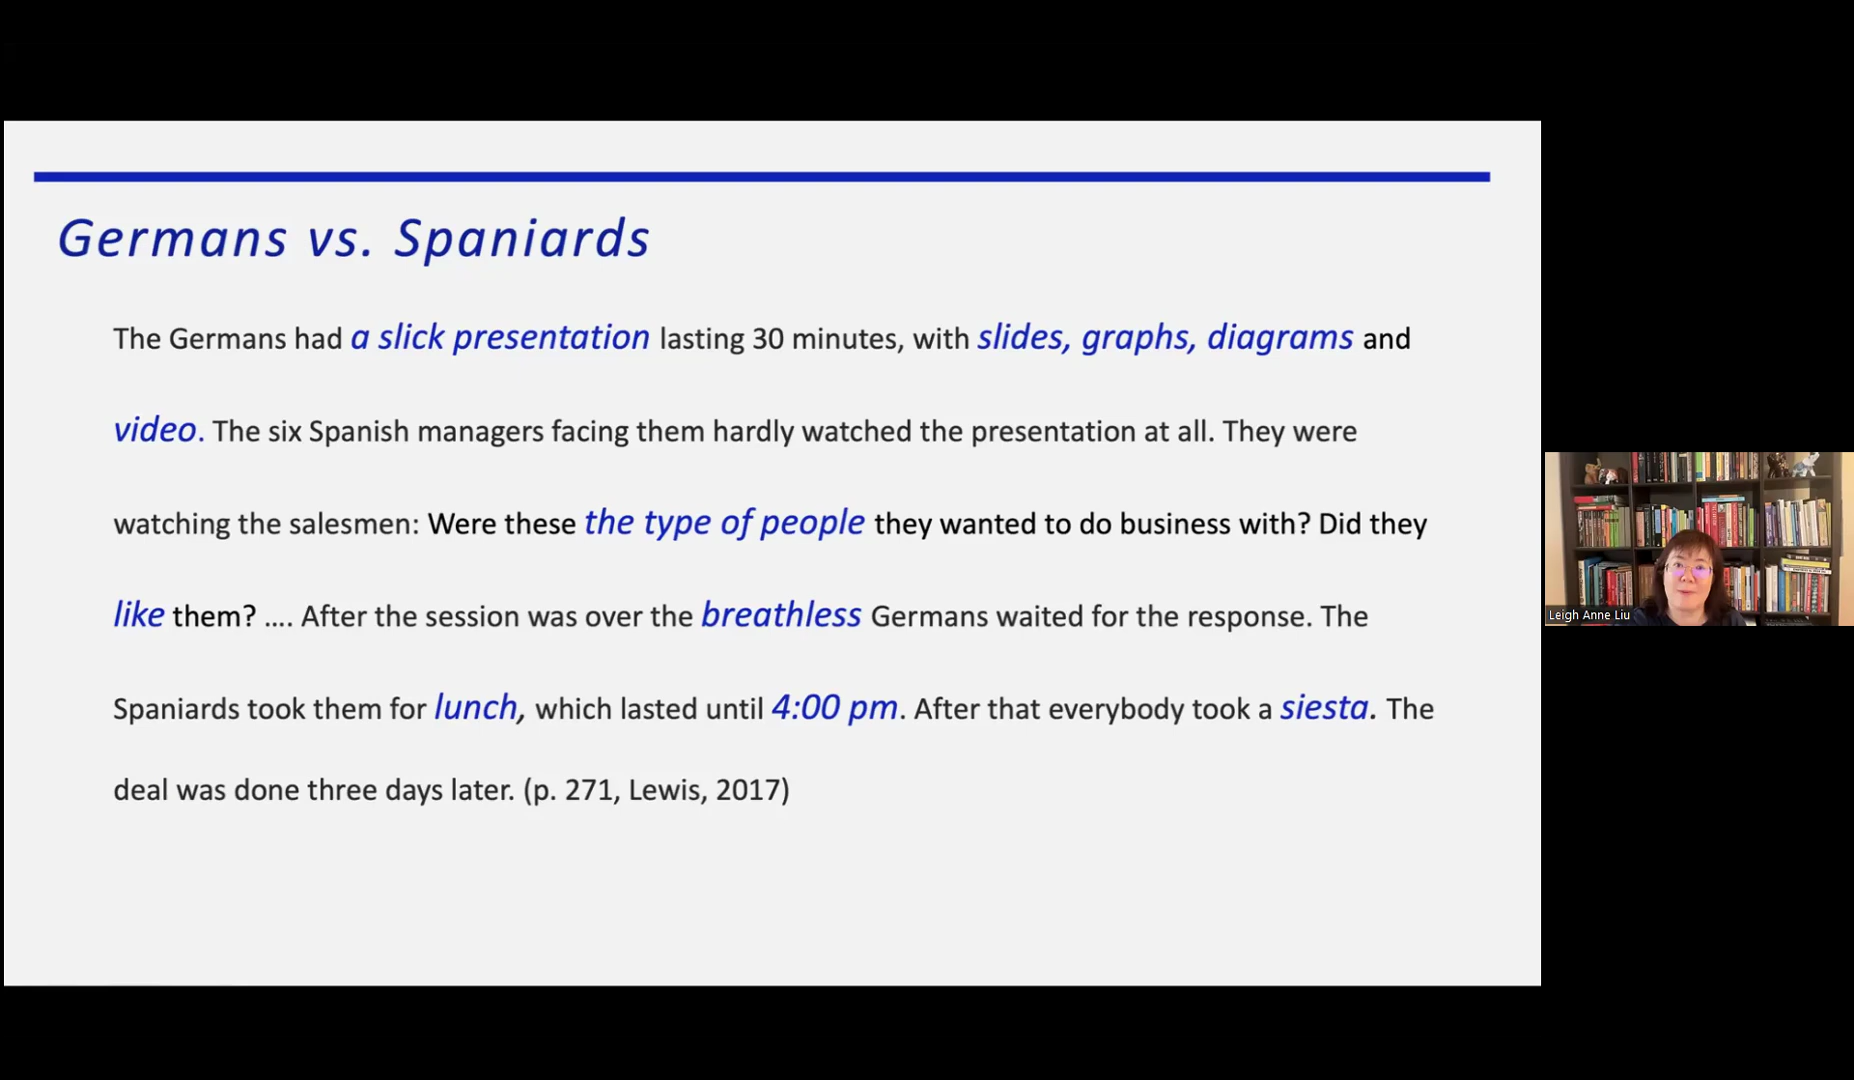 Germans vs. Spaniards
The Germans had a slick presentation lasting 30 minutes, with slides, graphs, diagrams and
video. The six Spanish managers facing them hardly watched the presentation at all. They were
watching the salesmen: Were these the type of people they wanted to do business with? Did they
like them? .... After the session was over the breathless Germans waited for the response. The
Spaniards took them for lunch, which lasted until 4:00 pm. After that everybody took a siesta. The
deal was done three days later. (p. 271, Lewis, 2017)
Leigh Anne Liu